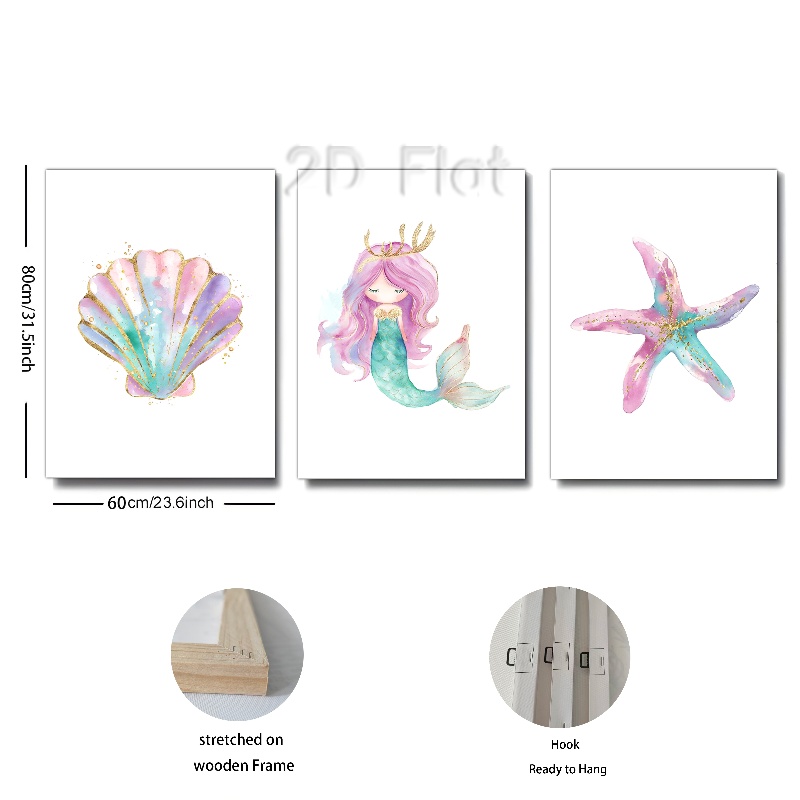 2D Flat
80cm/31.5inch
60cm/23.6inch
stretched on
wooden Frame
Hook
Ready to Hang